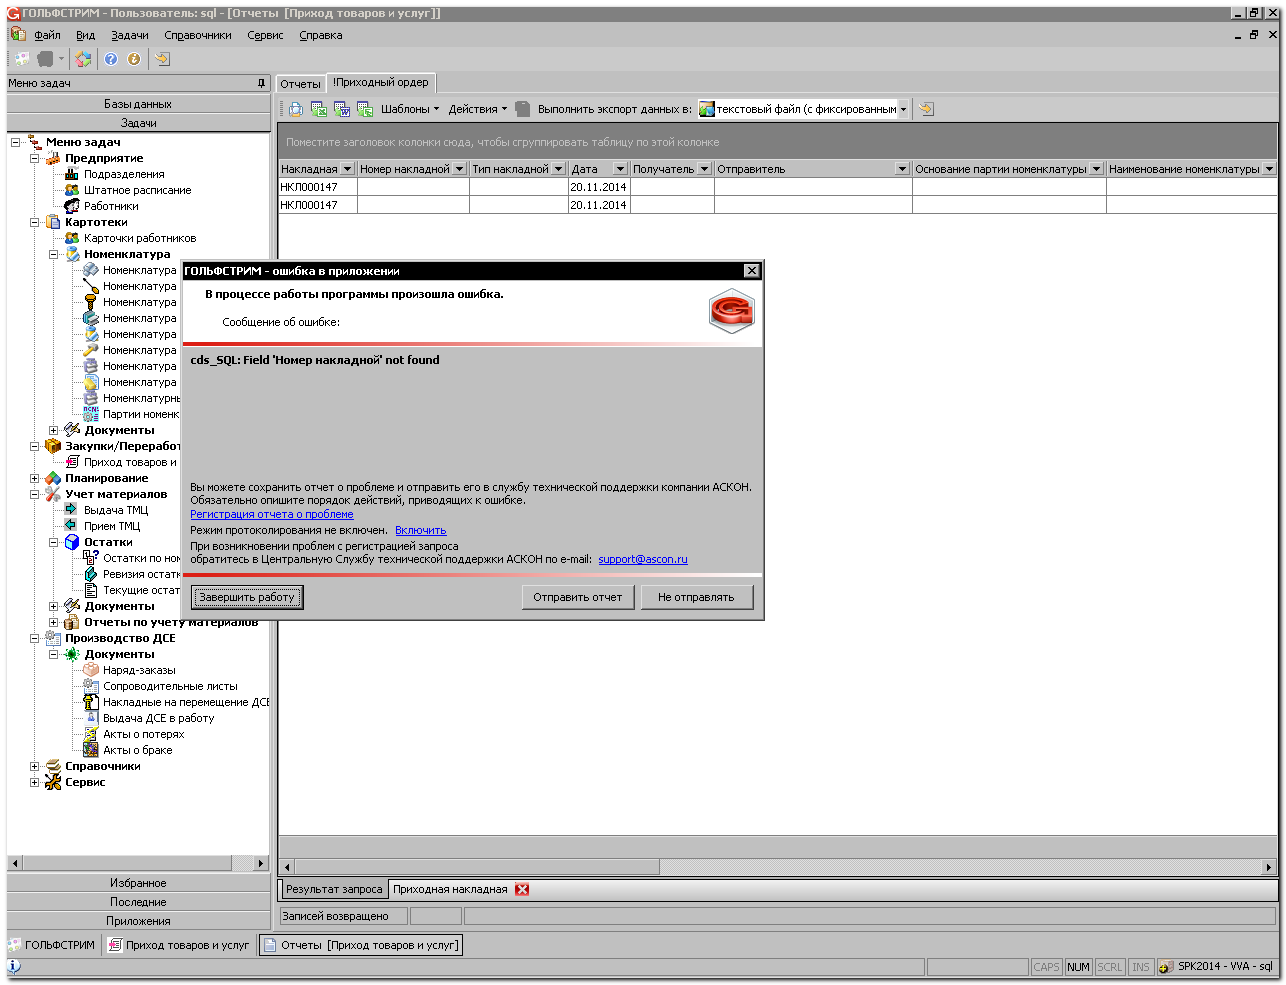 ГОЛЬФСТРИМ - Пользователь: sql - [Отчеты [Приход товаров и услуг]]
Файл Вид Задачи Справочники Сервис Справка
Меню задач
Базы данных
Задачи
Меню задач
Предприятие
Подразделения
Штатное расписание
Работники
Картотеки
Карточки работников
Номенклатура
Номенклатура
Номенклатура
Номенклатура
Номенклатура
Номенклатура
Номенклатура
Номенклатура
Номенклатура
Номенклатурнь
Партии номенк
Документы
Закупки/Переработ
Приход товаров и
Планирование
Учет материалов
Выдача ТМЦ
Прием ТМЦ
Остатки
Остатки по ном
Ревизия остатк
Текущие остат
Документы
Отчеты по учету материалов
Производство ДСЕ
Документы
Наряд-заказы
Сопроводительные листы
Накладные на перемещение ДСЕ
Выдача ДСЕ в работу
Акты о потерях
Акты о браке
Справочники
Сервис
Избранное
Последние
Приложения
Отчеты !Приходный ордер
Шаблоны Действия Выполнить экспорт данных в: текстовый файл (с фиксированным
Поместите заголовок колонки сюда, чтобы сгруппировать таблицу по этой колонке
Накладная Номер накладной Тип накладной Дата Получатель Отправитель Основание партии номенклатуры Наименование номенклатуры
НКЛ000147 20.11.2014
НКЛ000147 20.11.2014
ГОЛЬФСТРИМ - ошибка в приложении
В процессе работы программы произошла ошибка.
Сообщение об ошибке:
cds_SQL: Field 'Номер накладной' not found
Вы можете сохранить отчет о проблеме и отправить его в службу технической поддержки компании АСКОН.
Обязательно опишите порядок действий, приводящих к ошибке.
Регистрация отчета о проблеме
Режим протоколирования не включен. Включить
При возникновении проблем с регистрацией запроса
обратитесь в Центральную Службу технической поддержки АСКОН по e-mail: support@ascon.ru
Завершить работу Отправить отчет Не отправлять
Результат запроса Приходная накладная
Записей возвращено
ГОЛЬФСТРИМ Приход товаров и услуг Отчеты [Приход товаров и услуг]
CAPS NUM SCRL INS SPK2014 - VVA - sql